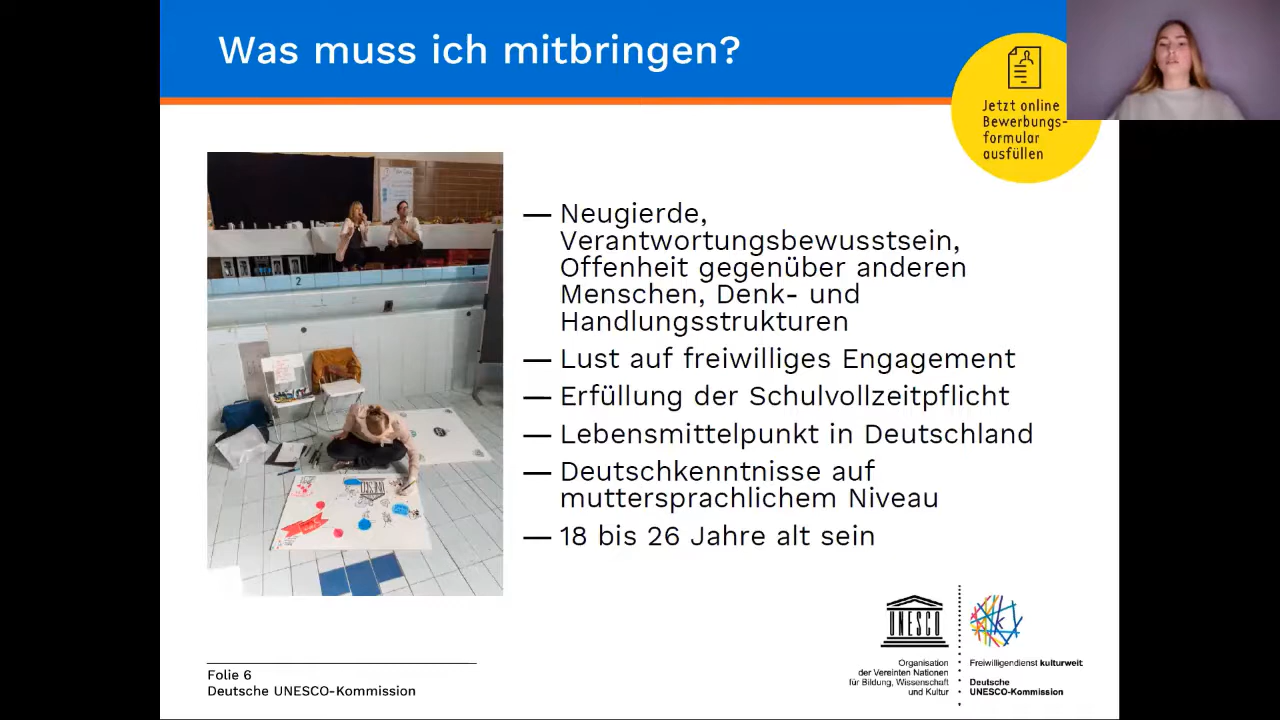 Was muss ich mitbringen?
Jetzt online
Bewerbungs-
formular
ausfüllen
— Neugierde,
Verantwortungsbewusstsein,
Offenheit gegenüber anderen
Menschen, Denk- und
Handlungsstrukturen
— Lust auf freiwilliges Engagement
— Erfüllung der Schulvollzeitpflicht
— Lebensmittelpunkt in Deutschland
— Deutschkenntnisse auf
muttersprachlichem Niveau
— 18 bis 26 Jahre alt sein
2
1
UNESCO
k
Organisation
der Vereinten Nationen
für Bildung, Wissenschaft
und Kultur
Freiwilligendienst kulturweit
Deutsche
UNESCO-Kommission
Folie 6
Deutsche UNESCO-Kommission